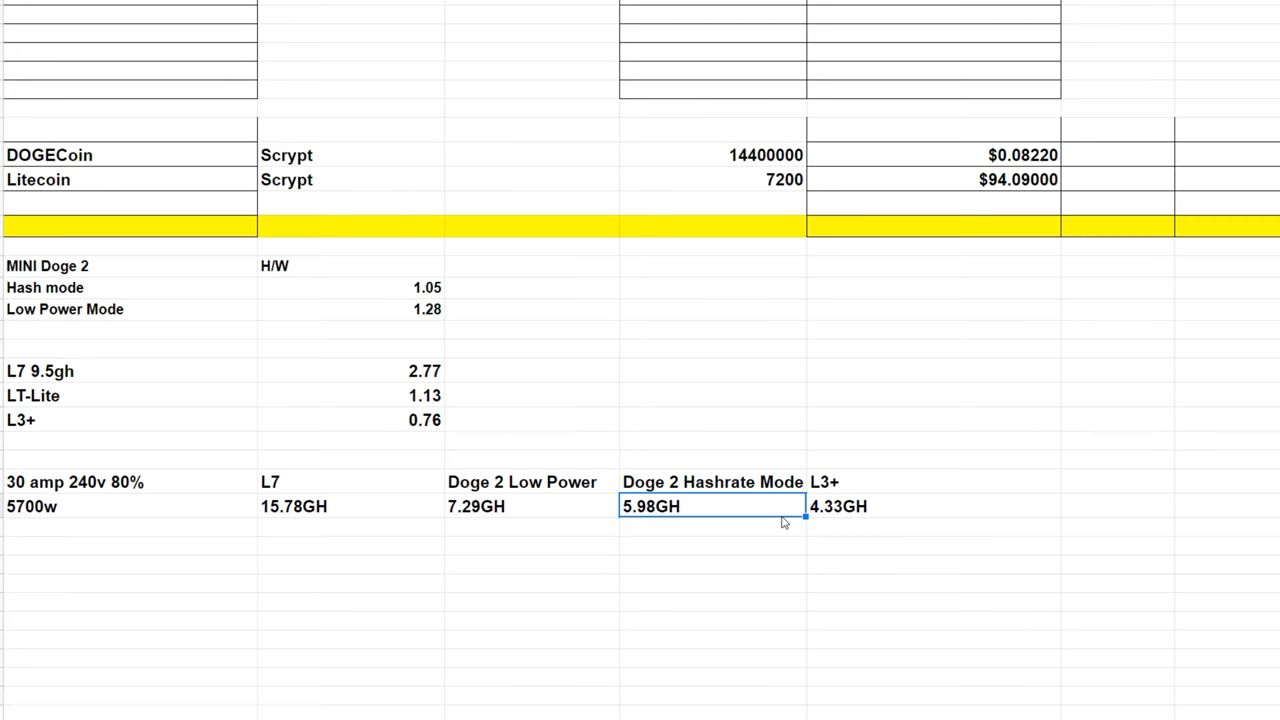 DOGECoin Scrypt 14400000 $0.08220
Litecoin Scrypt 7200 $94.09000
MINI Doge 2 H/W
Hash mode 1.05
Low Power Mode 1.28
L7 9.5gh 2.77
LT-Lite 1.13
L3+ 0.76
30 amp 240v 80% L7 Doge 2 Low Power Doge 2 Hashrate Mode L3+
5700w 15.78GH 7.29GH 5.98GH 4.33GH